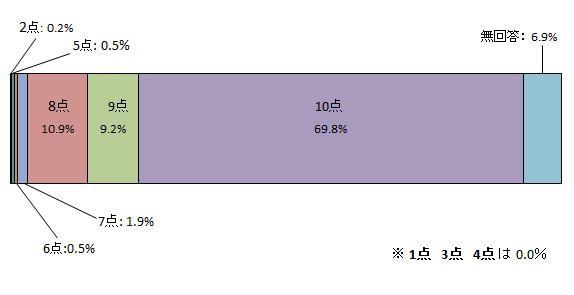 2点: 0.2%
5点: 0.5%
無回答: 6.9%
8点
10.9%
9点
9.2%
10点
69.8%
7点: 1.9%
6点:0.5%
※ 1点 3点 4点は 0.0%